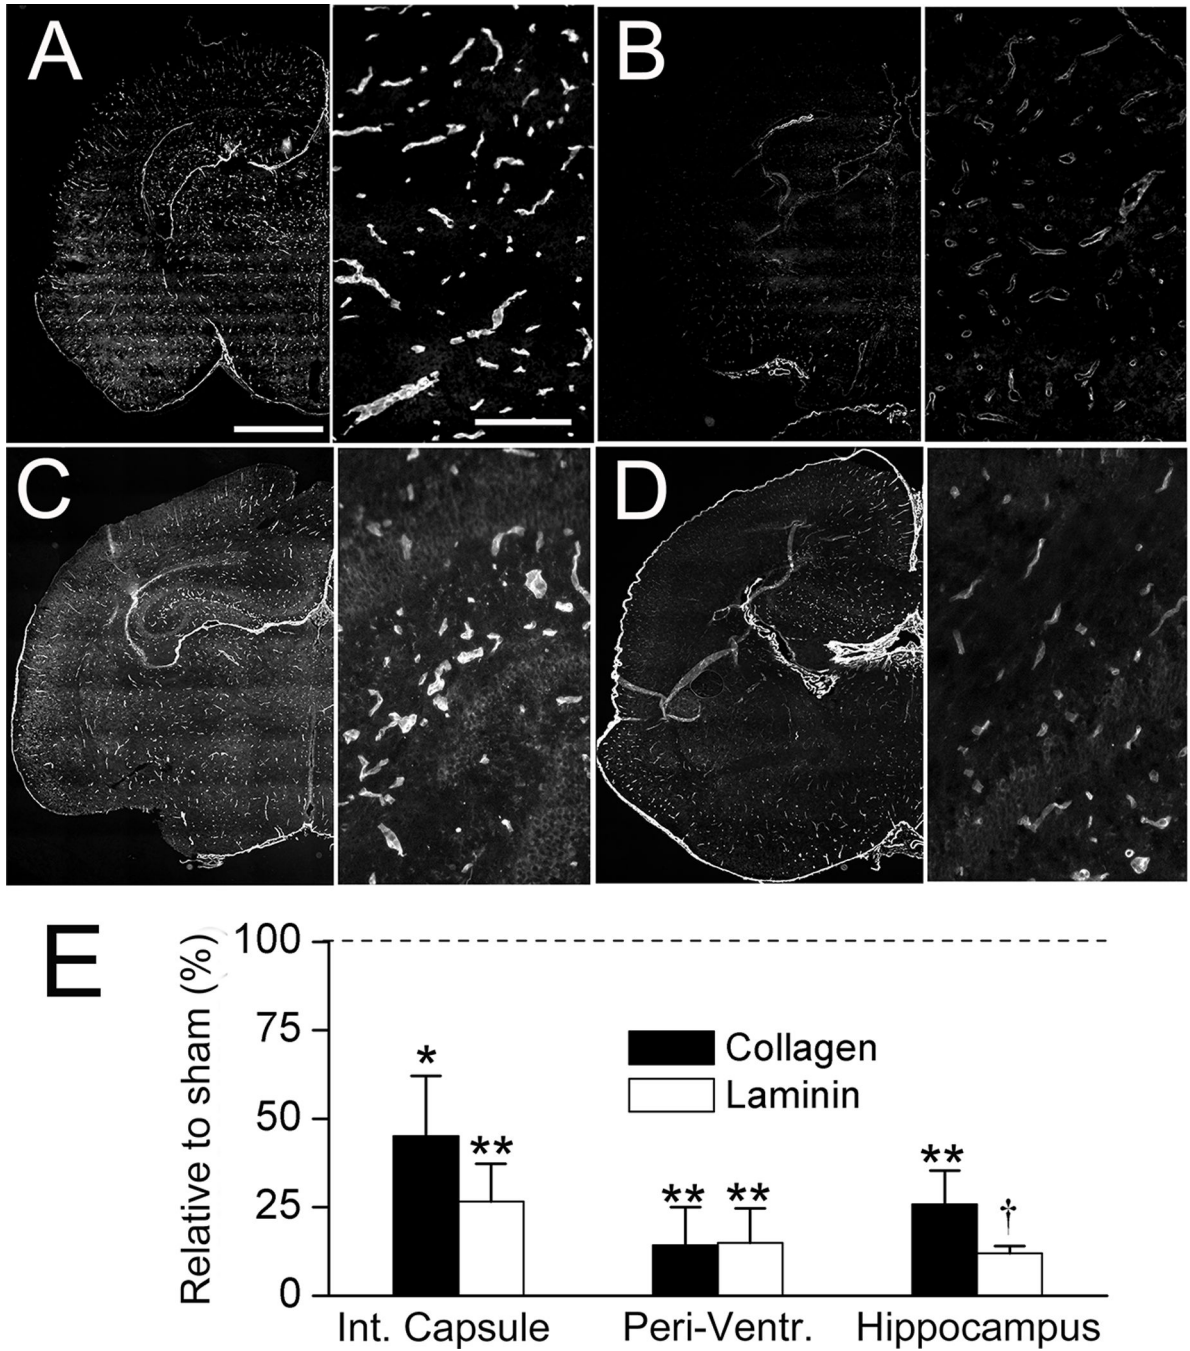 A
B
C
D
E
Relative to sham (%)
100
75
50
25
0
*
**
**
**
**
†
Collagen
Laminin
Int. Capsule
Peri-Ventr.
Hippocampus